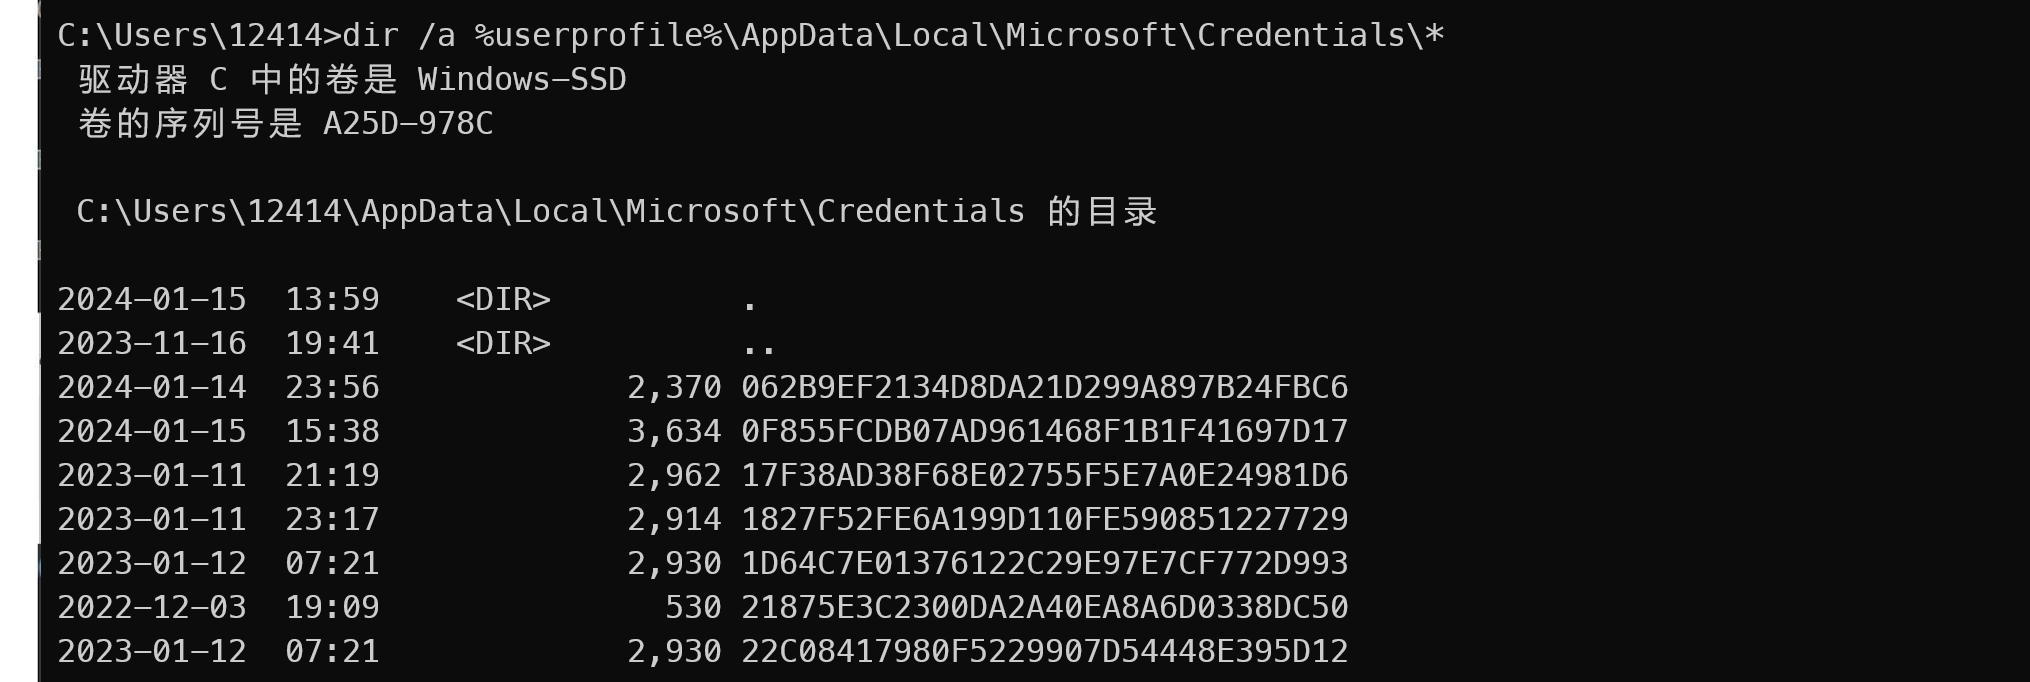 C:\Users\12414>dir /a %userprofile%\AppData\Local\Microsoft\Credentials\*
驱动器 C 中的卷是 Windows-SSD
卷的序列号是 A25D-978C
C:\Users\12414\AppData\Local\Microsoft\Credentials 的目录
2024-01-15  13:59    <DIR>          .
2023-11-16  19:41    <DIR>          ..
2024-01-14  23:56             2,370 062B9EF2134D8DA21D299A897B24FBC6
2024-01-15  15:38             3,634 0F855FCDB07AD961468F1B1F41697D17
2023-01-11  21:19             2,962 17F38AD38F68E02755F5E7A0E24981D6
2023-01-11  23:17             2,914 1827F52FE6A199D110FE590851227729
2023-01-12  07:21             2,930 1D64C7E01376122C29E97E7CF772D993
2022-12-03  19:09               530 21875E3C2300DA2A40EA8A6D0338DC50
2023-01-12  07:21             2,930 22C08417980F5229907D54448E395D12